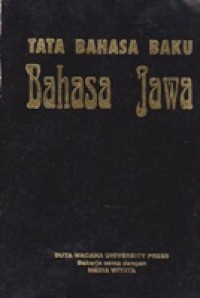 TATA BAHASA BAKU
Bahasa Jawa
DUTA WACANA UNIVERSITY PRESS
Bekerja sama dengan
MEDIA WIYATA